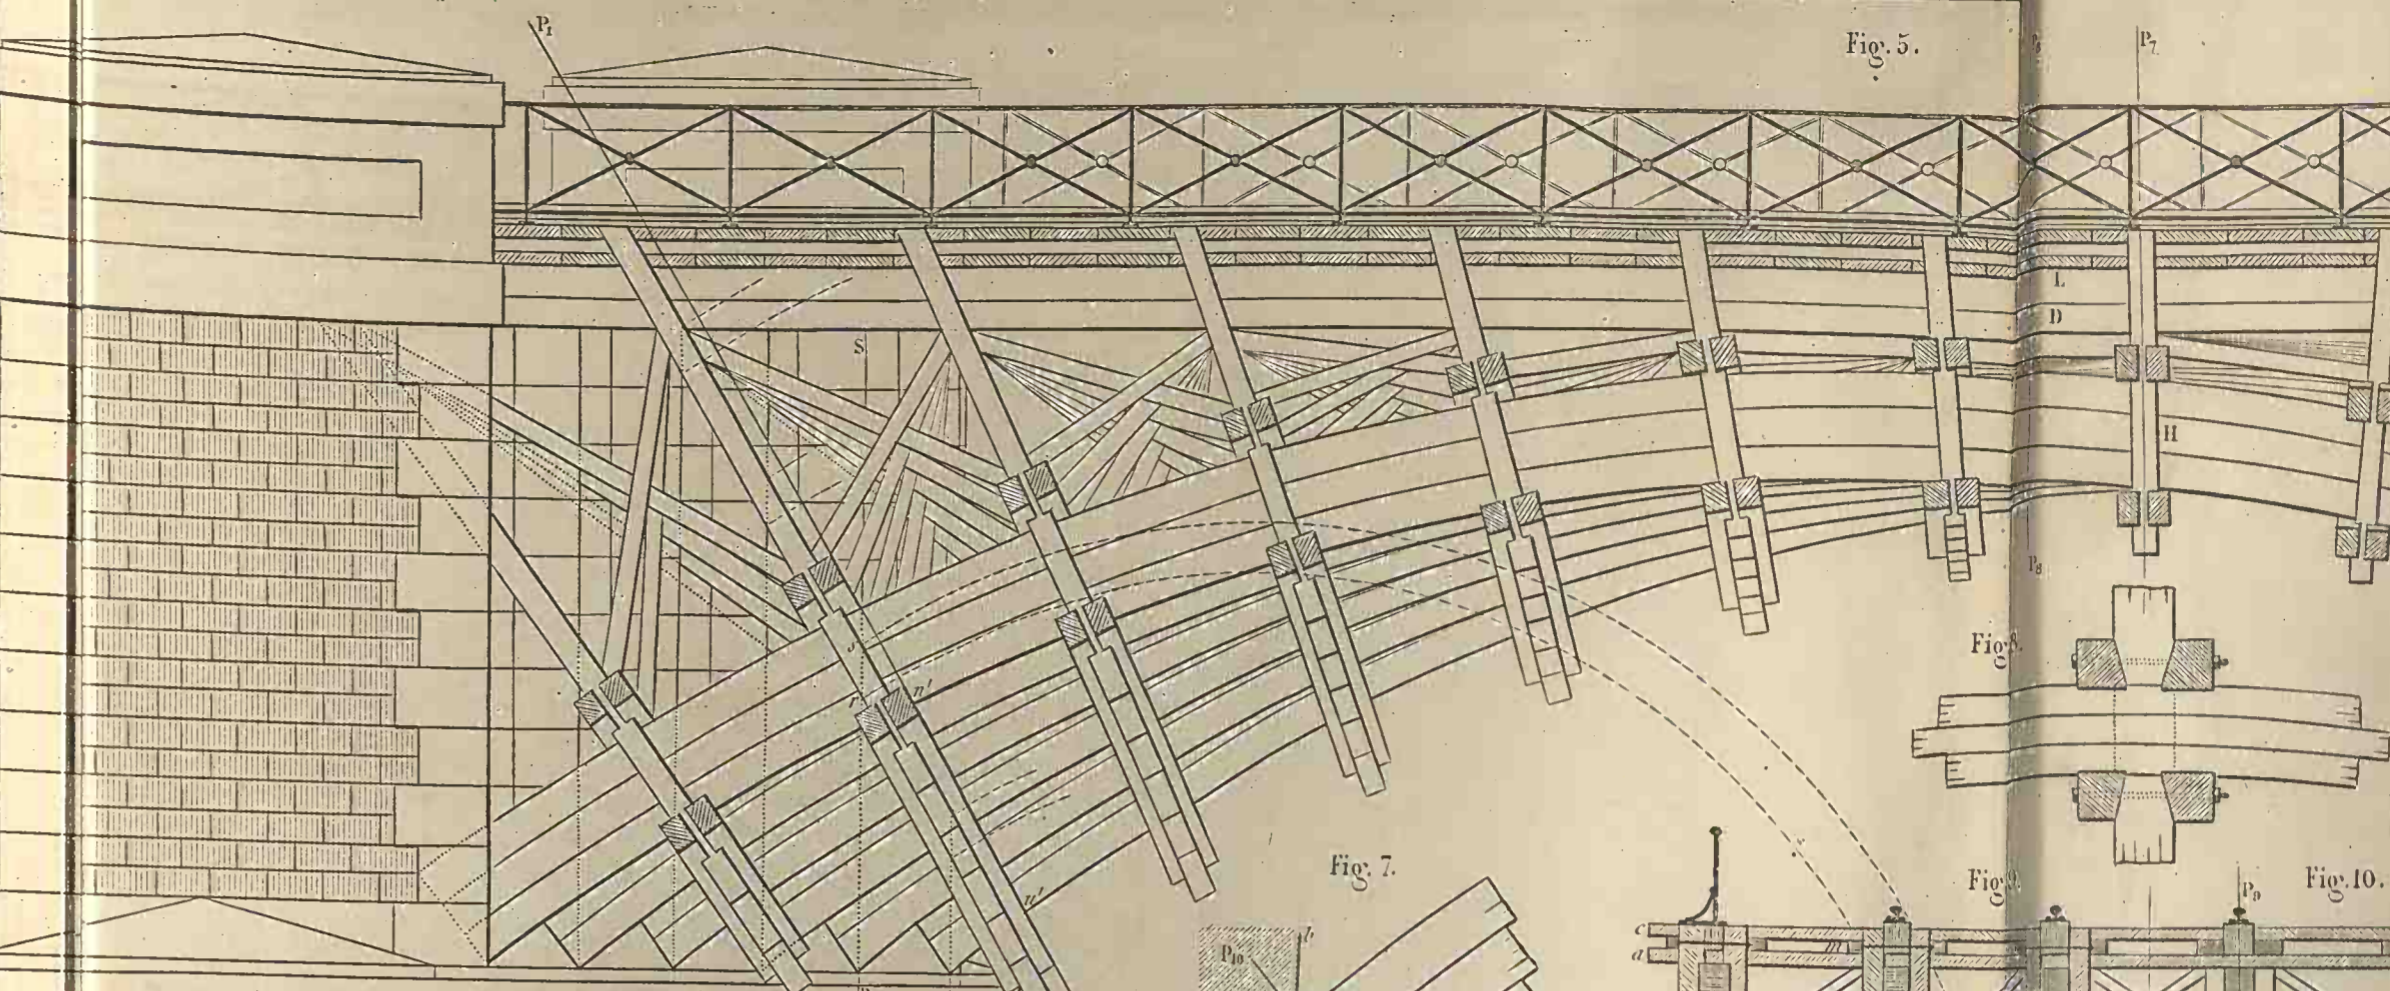 P₁
Fig. 5.
P₇
L
D
S
H
P₈
Fig. 8.
n'
n'
Fig. 7.
Fig. 9.
Fig. 10.
P₉
b
P₁₀
c
a
m